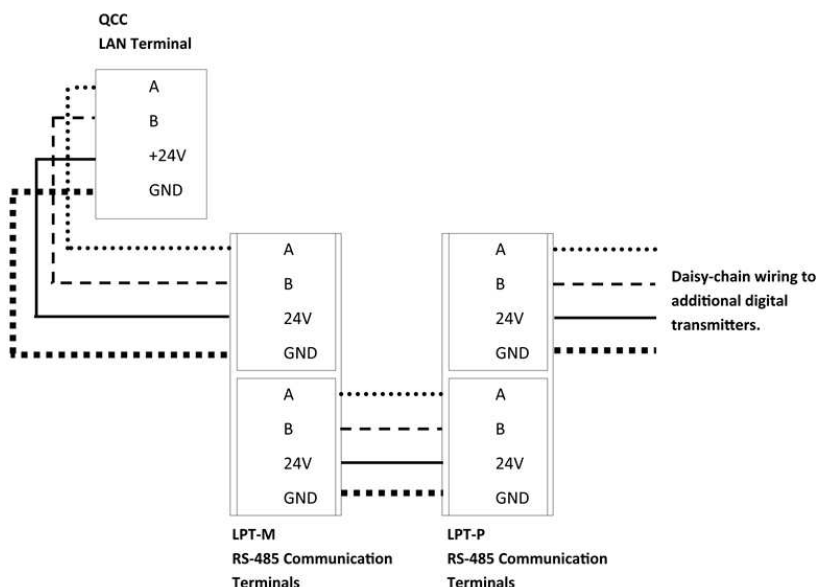 QCC
LAN Terminal
A
B
+24V
GND
A
B
24V
GND
A
B
24V
GND
Daisy-chain wiring to
additional digital
transmitters.
A
B
24V
GND
A
B
24V
GND
LPT-M
RS-485 Communication
Terminals
LPT-P
RS-485 Communication
Terminals